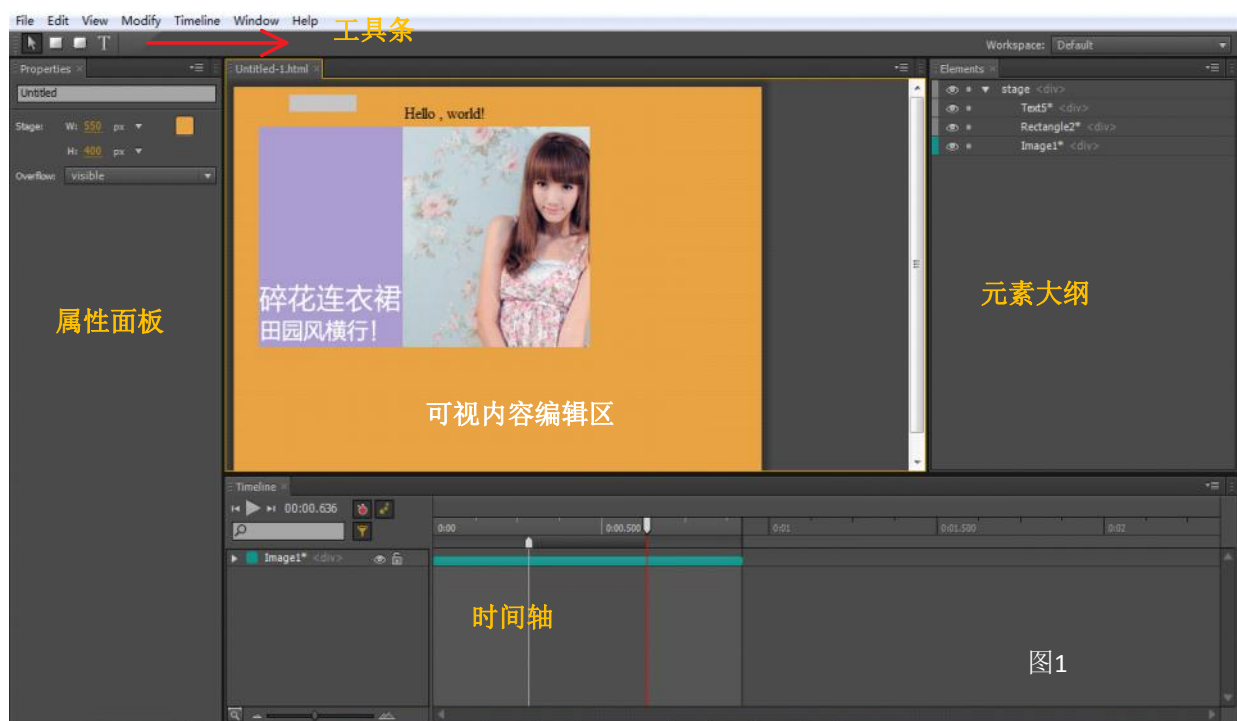 File Edit View Modify Timeline Window Help
工具条
T
Workspace: Default
Properties ×
Untitled-1.html ×
Elements ×
Untitled
Stage: W: 550 px
H: 400 px
Overflow: visible
Hello , world!
碎花连衣裙
田园风横行!
stage <div>
Text5* <div>
Rectangle2* <div>
Image1* <div>
属性面板
可视内容编辑区
元素大纲
Timeline ×
00:00.636
0:00 0:00.500 0:01 0:01.500 0:02
Image1* <div>
时间轴
图1